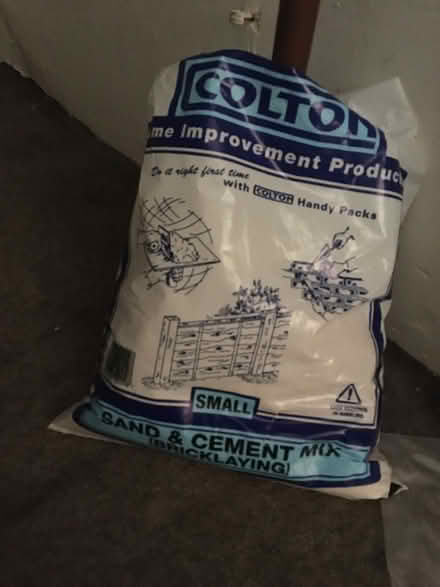 COLTON
me Improvement Produc
Do it right first time
with COLTON Handy Packs
SMALL
SAND & CEMENT MIX
(BRICKLAYING)